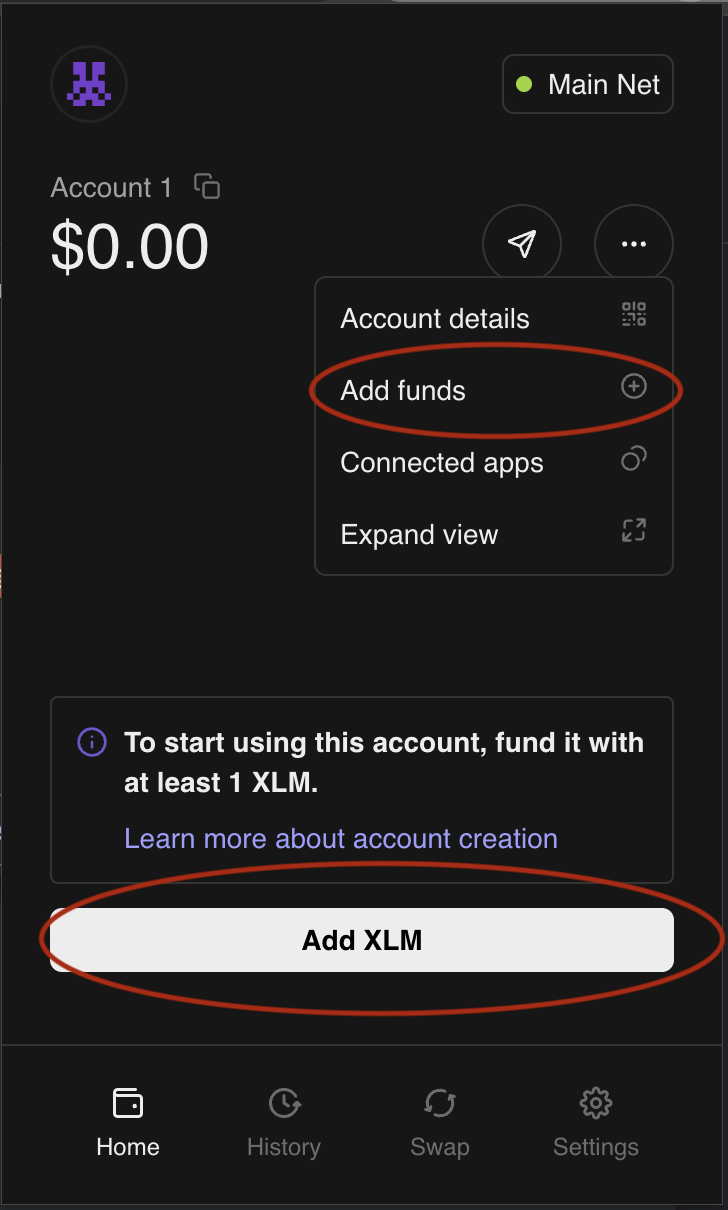 Main Net
Account 1
$0.00
Account details
Add funds
Connected apps
Expand view
To start using this account, fund it with
at least 1 XLM.
Learn more about account creation
Add XLM
Home
History
Swap
Settings